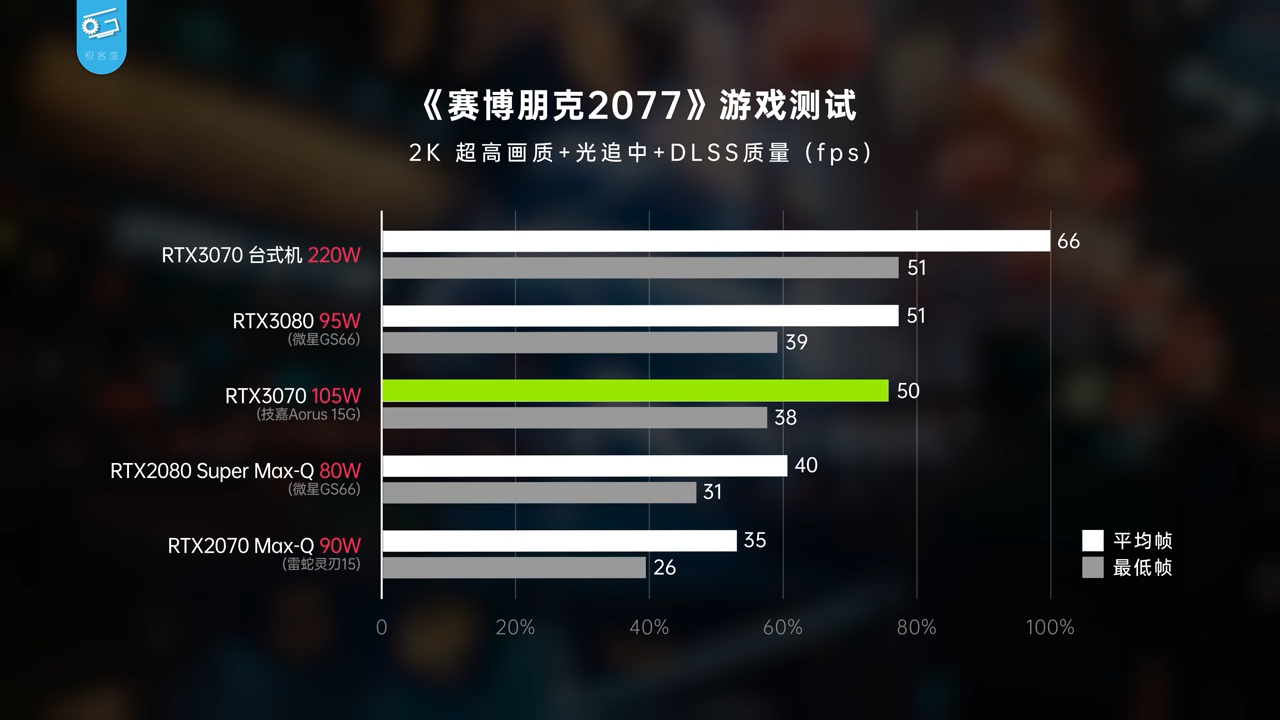 极客湾
《赛博朋克2077》游戏测试
2K 超高画质+光追中+DLSS质量 (fps)
RTX3070 台式机 220W
66
51
RTX3080 95W
(微星GS66)
51
39
RTX3070 105W
(技嘉Aorus 15G)
50
38
RTX2080 Super Max-Q 80W
(微星GS66)
40
31
RTX2070 Max-Q 90W
(雷蛇灵刃15)
35
26
平均帧
最低帧
0 20% 40% 60% 80% 100%